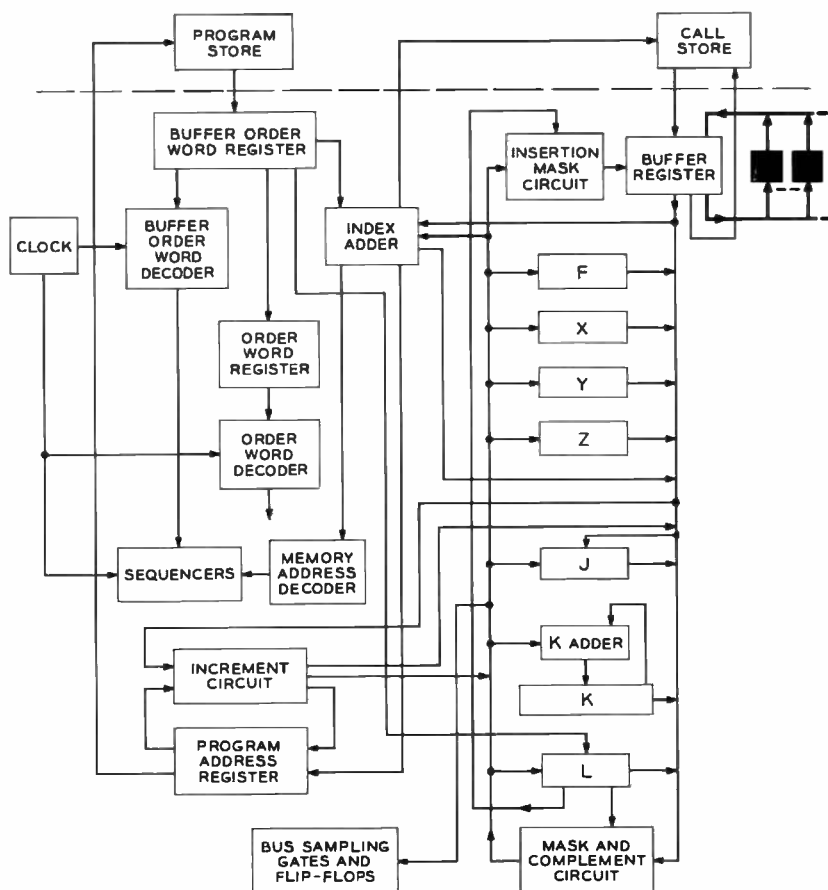 PROGRAM
STORE
CALL
STORE
BUFFER ORDER
WORD REGISTER
INSERTION
MASK
CIRCUIT
BUFFER
REGISTER
CLOCK
BUFFER
ORDER
WORD
DECODER
INDEX
ADDER
F
ORDER
WORD
REGISTER
X
Y
ORDER
WORD
DECODER
Z
SEQUENCERS
MEMORY
ADDRESS
DECODER
J
K ADDER
INCREMENT
CIRCUIT
K
PROGRAM
ADDRESS
REGISTER
L
BUS SAMPLING
GATES AND
FLIP-FLOPS
MASK AND
COMPLEMENT
CIRCUIT